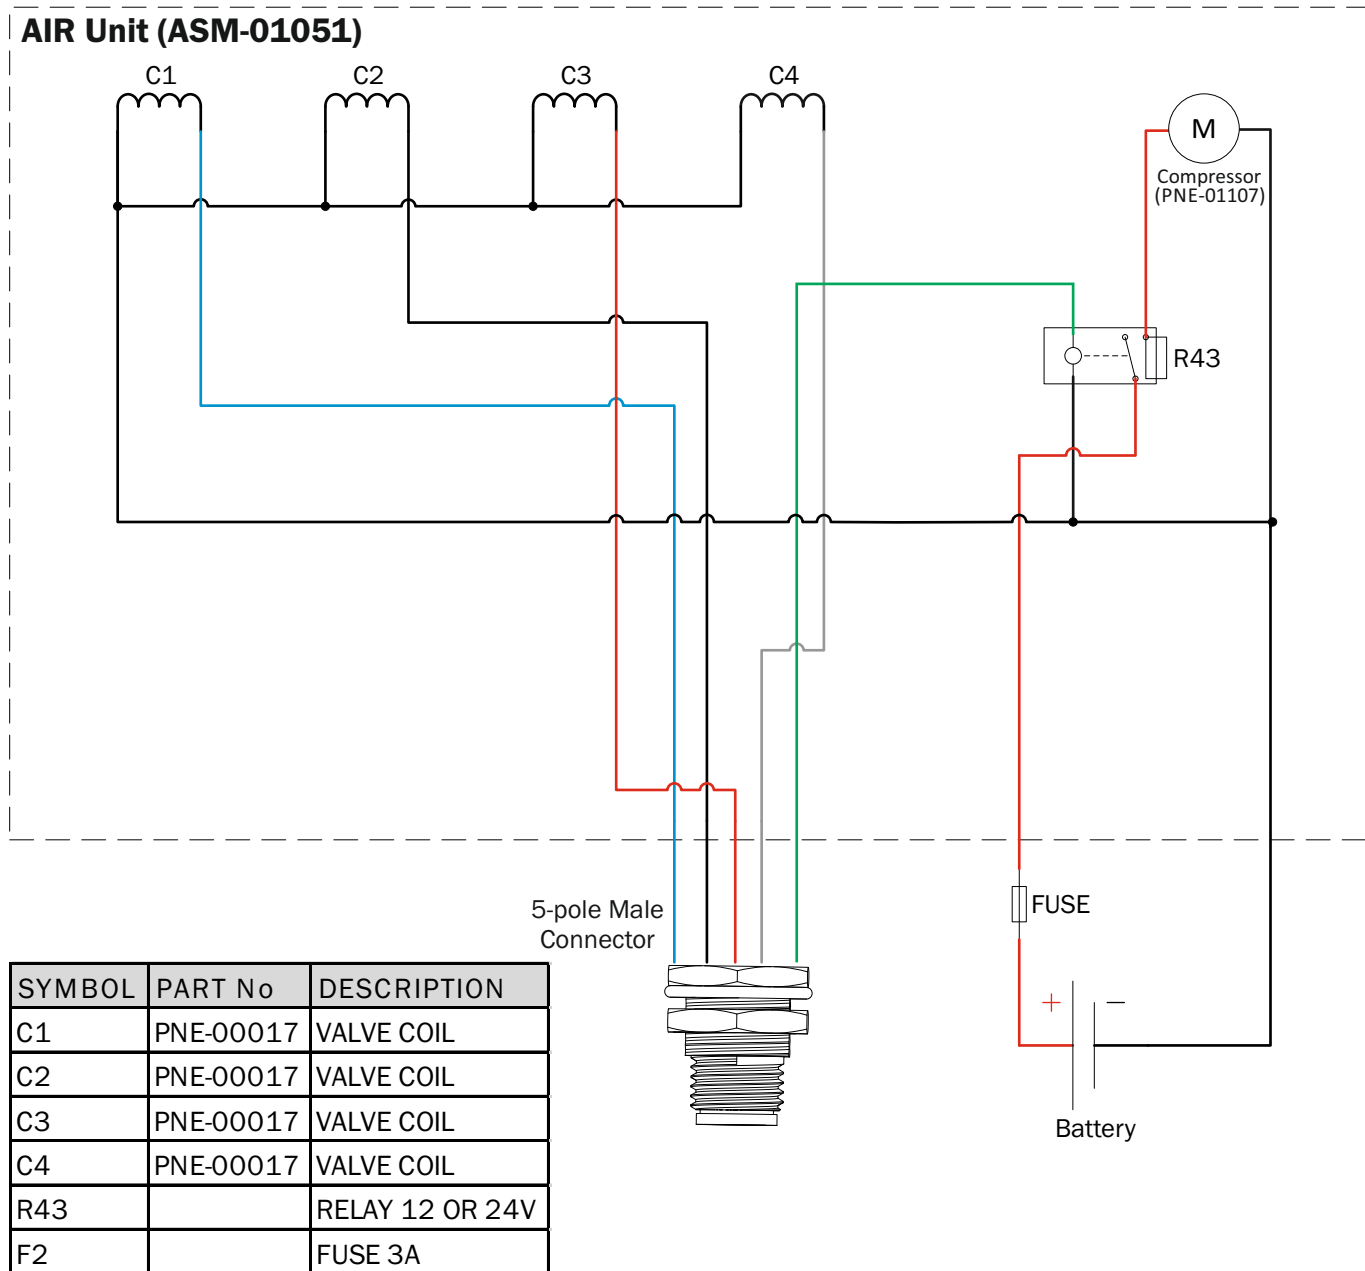 AIR Unit (ASM-01051)
C1
C2
C3
C4
M
Compressor
(PNE-01107)
R43
5-pole Male
Connector
FUSE
+
−
Battery
SYMBOL PART No DESCRIPTION
C1 PNE-00017 VALVE COIL
C2 PNE-00017 VALVE COIL
C3 PNE-00017 VALVE COIL
C4 PNE-00017 VALVE COIL
R43 RELAY 12 OR 24V
F2 FUSE 3A